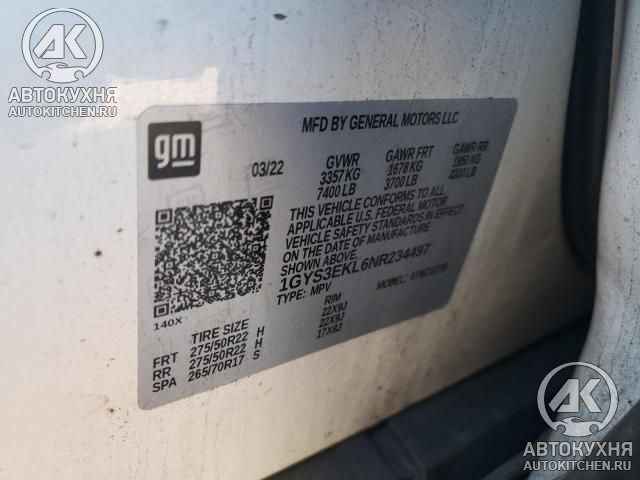 АК
АВТОКУХНЯ
AUTOKITCHEN.RU
gm
MFD BY GENERAL MOTORS LLC
03/22
GVWR GAWR FRT GAWR RR
3357 KG 1678 KG 1950 KG
7400 LB 3700 LB 4300 LB
THIS VEHICLE CONFORMS TO ALL
APPLICABLE U.S. FEDERAL MOTOR
VEHICLE SAFETY STANDARDS IN EFFECT
ON THE DATE OF MANUFACTURE
SHOWN ABOVE.
1GYS3EKL6NR234497
TYPE: MPV MODEL:
140X
TIRE SIZE RIM
FRT 275/50R22 H 22X9J
RR 275/50R22 H 22X9J
SPA 265/70R17 S 17X8J
АК
АВТОКУХНЯ
AUTOKITCHEN.RU